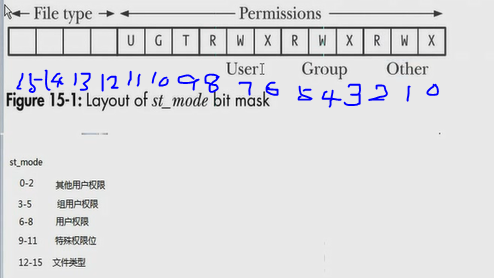 File type Permissions
U G T R W X R W X R W X
User Group Other
15 14 13 12 11 10 9 8 7 6 5 4 3 2 1 0
Figure 15-1: Layout of st_mode bit mask
st_mode
0-2 其他用户权限
3-5 组用户权限
6-8 用户权限
9-11 特殊权限位
12-15 文件类型